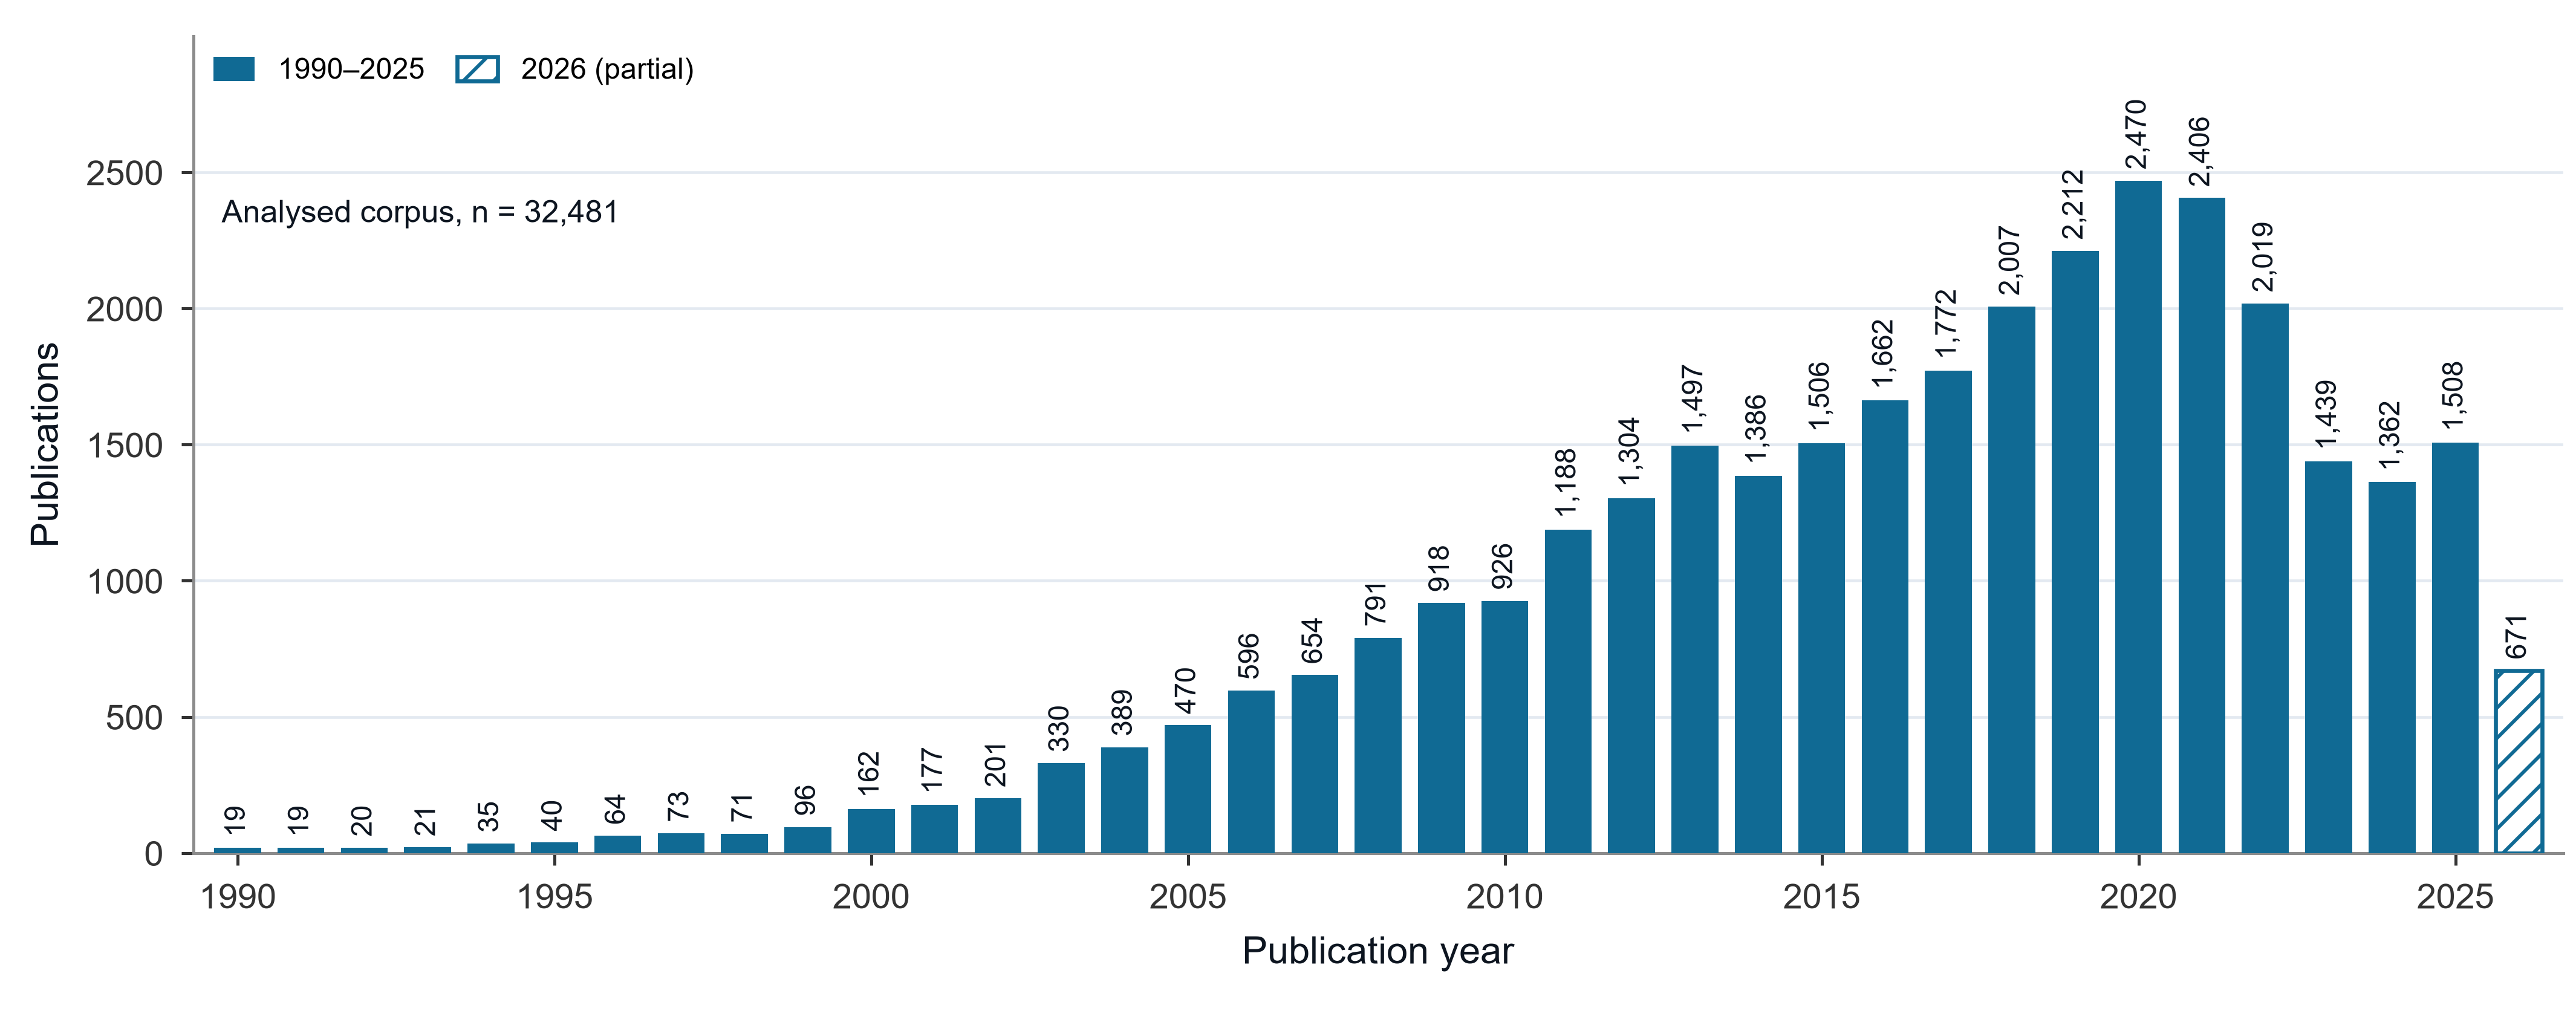 1990–2025 2026 (partial)
Analysed corpus, n = 32,481
Publications
2500
2000
1500
1000
500
0
19 19 20 21 35 40 64 73 71 96 162 177 201 330 389 470 596 654 791 918 926 1,188 1,304 1,497 1,386 1,506 1,662 1,772 2,007 2,212 2,470 2,406 2,019 1,439 1,362 1,508 671
1990 1995 2000 2005 2010 2015 2020 2025
Publication year